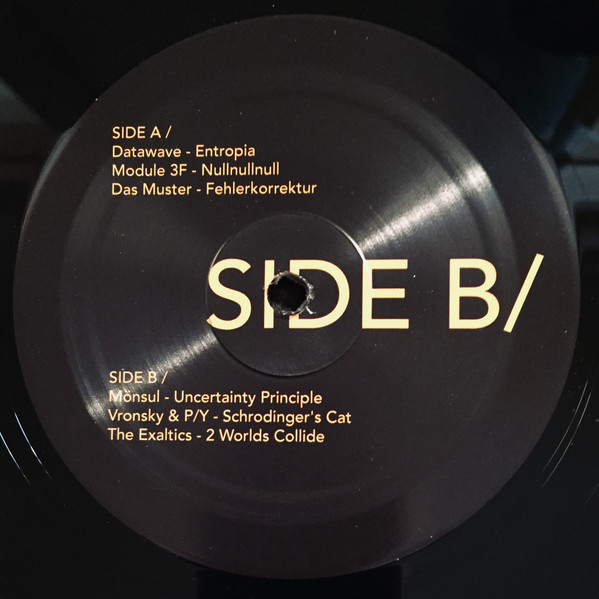 SIDE A /
Datawave - Entropia
Module 3F - Nullnullnull
Das Muster - Fehlerkorrektur
SIDE B/
SIDE B /
Mönsul - Uncertainty Principle
Vronsky & P/Y - Schrodinger's Cat
The Exaltics - 2 Worlds Collide